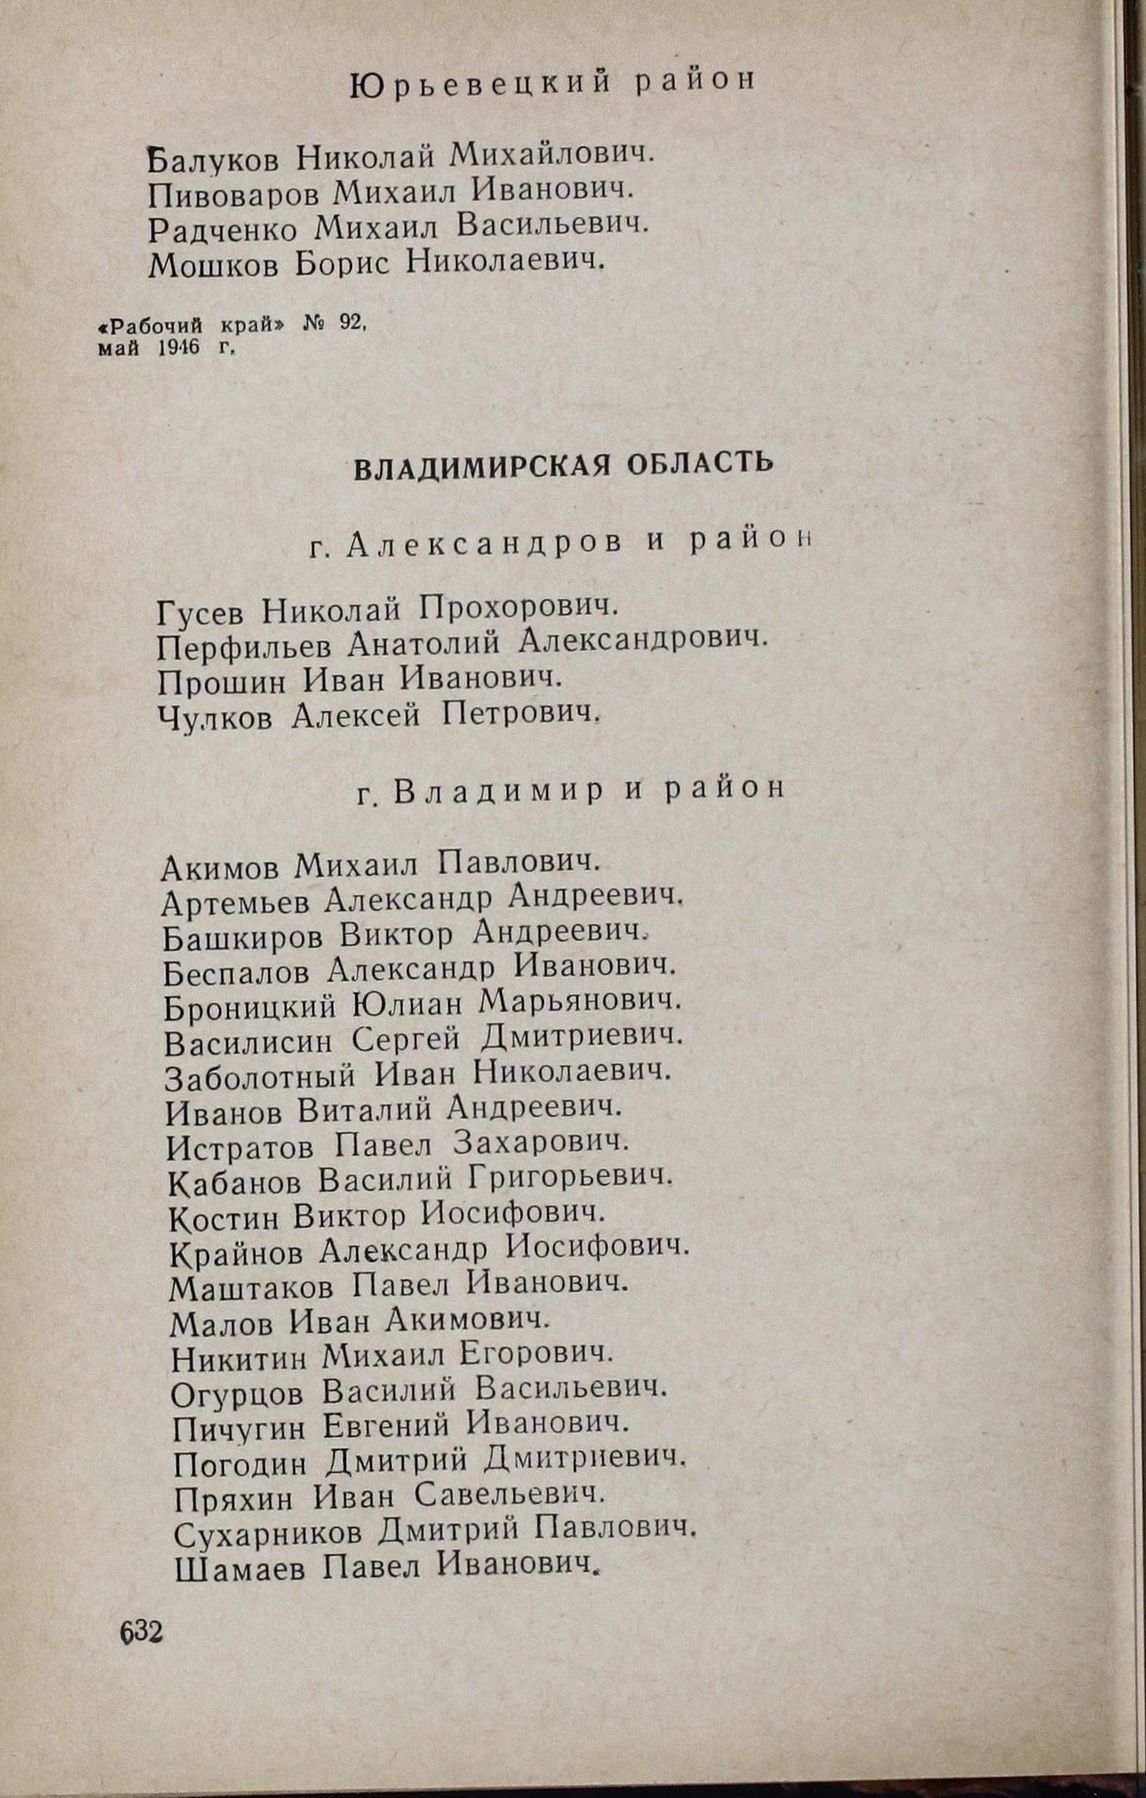 Юрьевецкий район
Балуков Николай Михайлович.
Пивоваров Михаил Иванович.
Радченко Михаил Васильевич.
Мошков Борис Николаевич.
«Рабочий край» № 92,
май 1946 г.
ВЛАДИМИРСКАЯ ОБЛАСТЬ
г. Александров и район
Гусев Николай Прохорович.
Перфильев Анатолий Александрович.
Прошин Иван Иванович.
Чулков Алексей Петрович.
г. Владимир и район
Акимов Михаил Павлович.
Артемьев Александр Андреевич.
Башкиров Виктор Андреевич.
Беспалов Александр Иванович.
Броницкий Юлиан Марьянович.
Василисин Сергей Дмитриевич.
Заболотный Иван Николаевич.
Иванов Виталий Андреевич.
Истратов Павел Захарович.
Кабанов Василий Григорьевич.
Костин Виктор Иосифович.
Крайнов Александр Иосифович.
Маштаков Павел Иванович.
Малов Иван Акимович.
Никитин Михаил Егорович.
Огурцов Василий Васильевич.
Пичугин Евгений Иванович.
Погодин Дмитрий Дмитриевич.
Пряхин Иван Савельевич.
Сухарников Дмитрий Павлович.
Шамаев Павел Иванович.
632